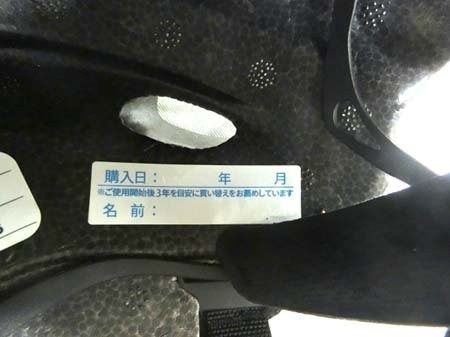 購入日： 年 月
※ご使用開始後3年を目安に買い替えをお薦めしています
名 前：